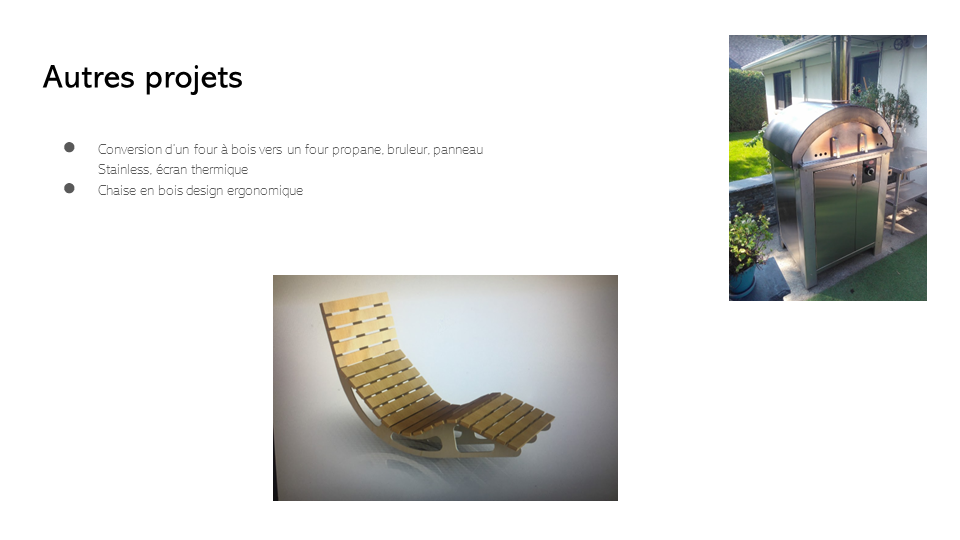 Autres projets
Conversion d'un four à bois vers un four propane, bruleur, panneau
Stainless, écran thermique
Chaise en bois design ergonomique